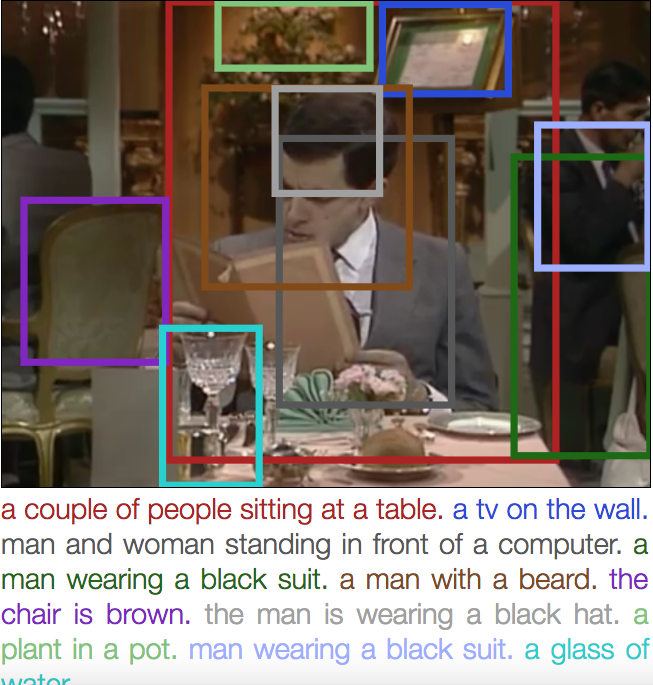 a couple of people sitting at a table. a tv on the wall.
man and woman standing in front of a computer. a
man wearing a black suit. a man with a beard. the
chair is brown. the man is wearing a black hat. a
plant in a pot. man wearing a black suit. a glass of
water